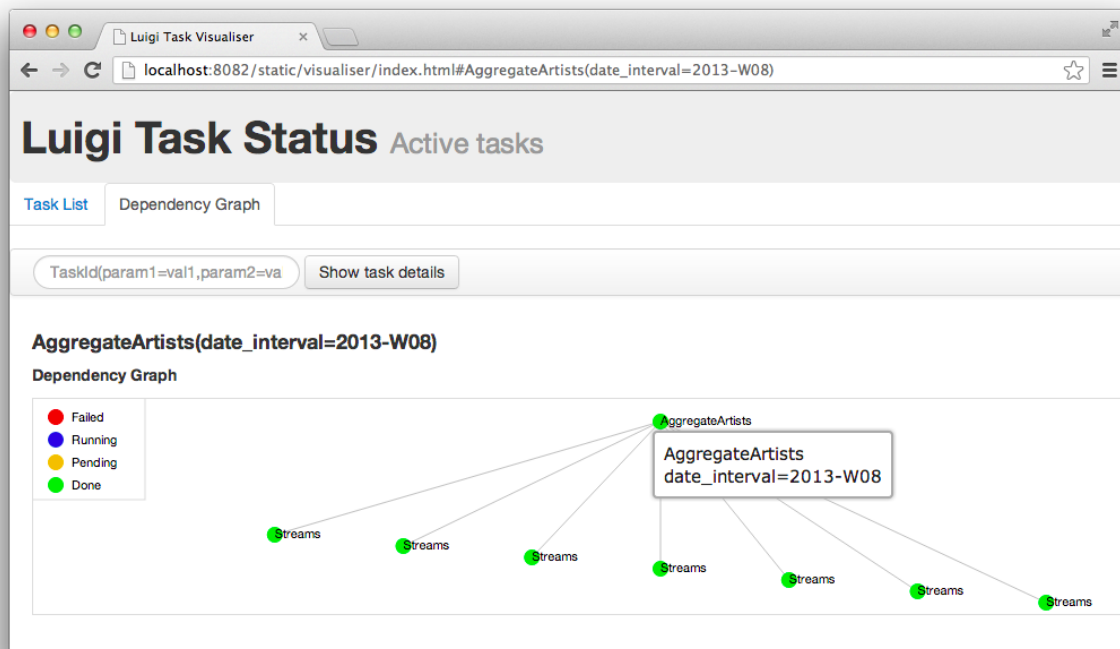 Luigi Task Visualiser
localhost:8082/static/visualiser/index.html#AggregateArtists(date_interval=2013-W08)
Luigi Task Status Active tasks
Task List Dependency Graph
TaskId(param1=val1,param2=va Show task details
AggregateArtists(date_interval=2013-W08)
Dependency Graph
Failed
Running
Pending
Done
AggregateArtists
AggregateArtists
date_interval=2013-W08
Streams
Streams
Streams
Streams
Streams
Streams
Streams